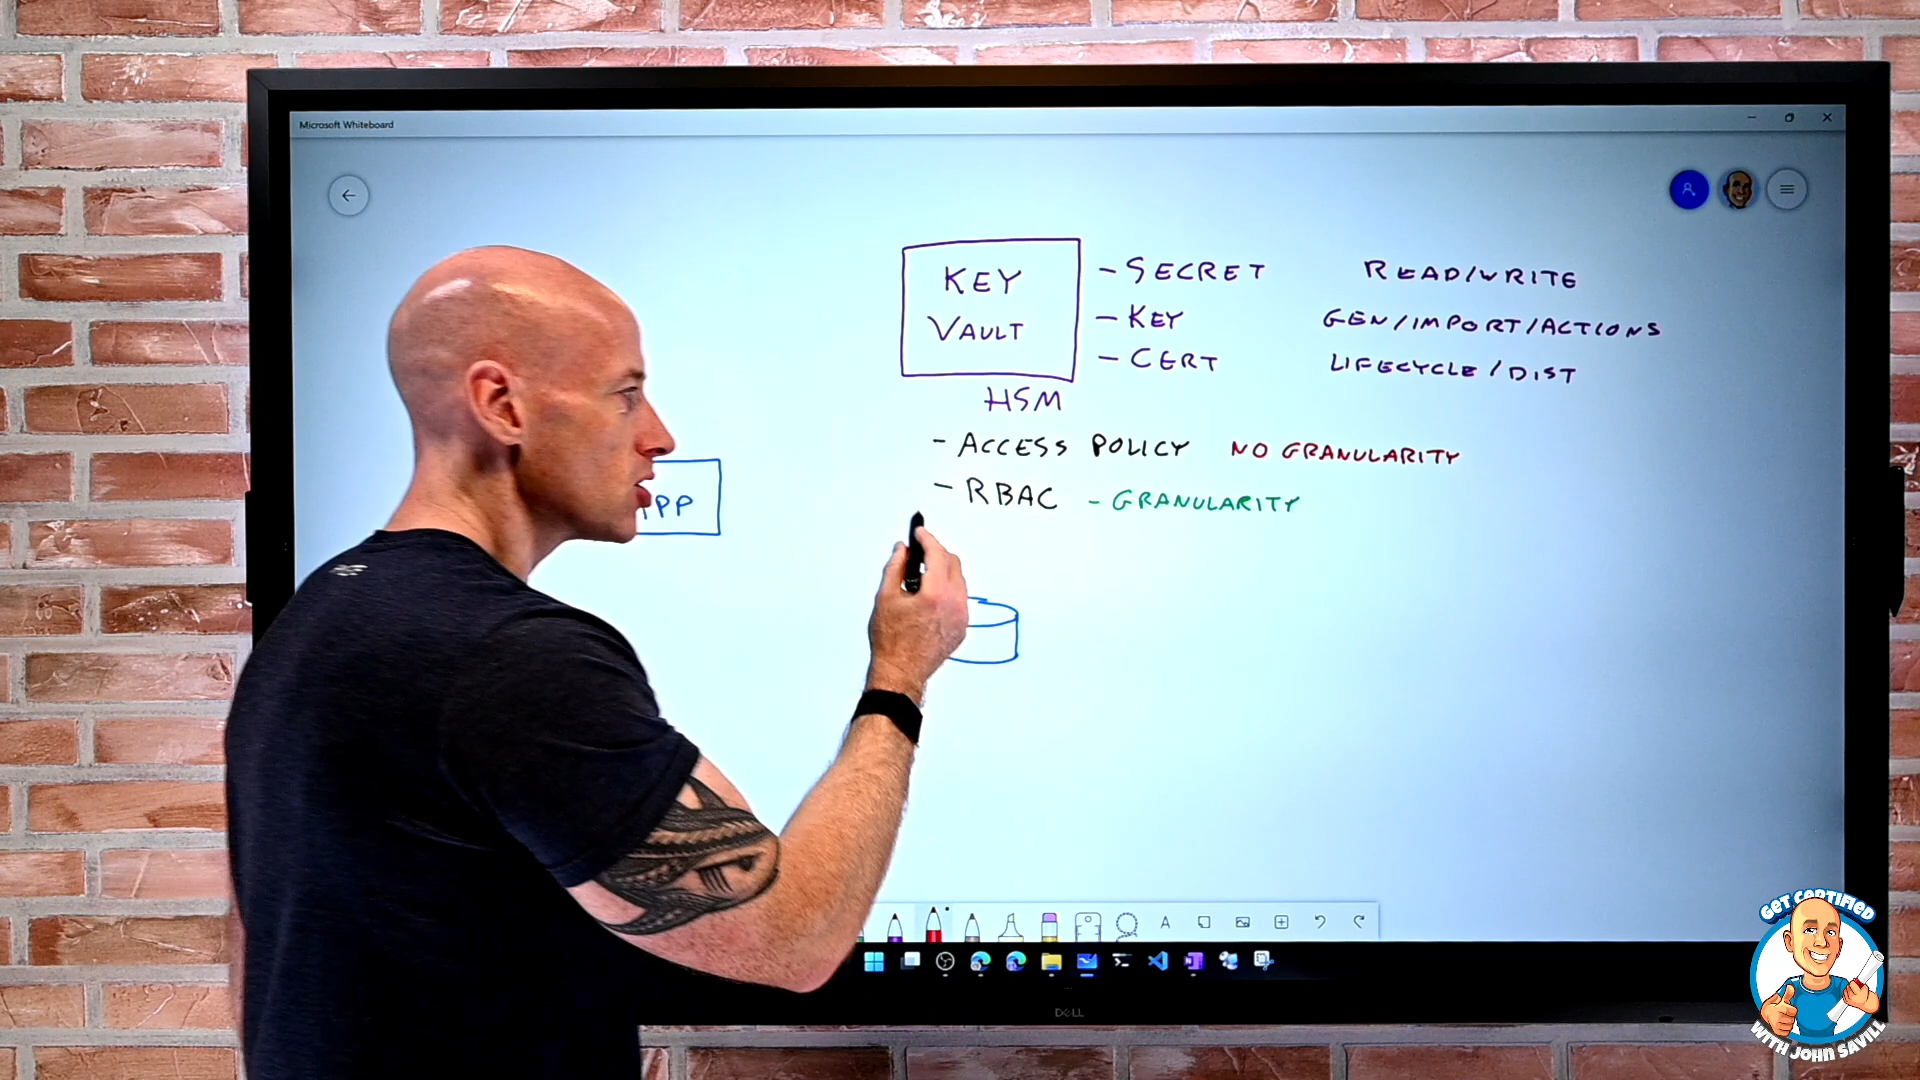 Microsoft Whiteboard
KEY
VAULT
- SECRET READ/WRITE
- KEY GEN/IMPORT/ACTIONS
- CERT LIFECYCLE/DIST
HSM
- ACCESS POLICY NO GRANULARITY
- RBAC - GRANULARITY
PP
A
DELL
GET CERTIFIED
WITH JOHN SAVILL